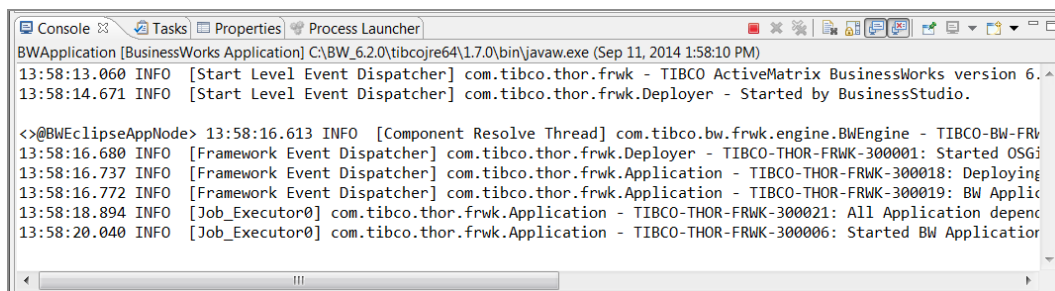 Console Tasks Properties Process Launcher
BWApplication [BusinessWorks Application] C:\BW_6.2.0\tibcojre64\1.7.0\bin\javaw.exe (Sep 11, 2014 1:58:10 PM)
13:58:13.060 INFO [Start Level Event Dispatcher] com.tibco.thor.frwk - TIBCO ActiveMatrix BusinessWorks version 6.
13:58:14.671 INFO [Start Level Event Dispatcher] com.tibco.thor.frwk.Deployer - Started by BusinessStudio.
<>@BWEclipseAppNode> 13:58:16.613 INFO [Component Resolve Thread] com.tibco.bw.frwk.engine.BWEngine - TIBCO-BW-FRW
13:58:16.680 INFO [Framework Event Dispatcher] com.tibco.thor.frwk.Deployer - TIBCO-THOR-FRWK-300001: Started OSGi
13:58:16.737 INFO [Framework Event Dispatcher] com.tibco.thor.frwk.Application - TIBCO-THOR-FRWK-300018: Deploying
13:58:16.772 INFO [Framework Event Dispatcher] com.tibco.thor.frwk.Application - TIBCO-THOR-FRWK-300019: BW Applic
13:58:18.894 INFO [Job_Executor0] com.tibco.thor.frwk.Application - TIBCO-THOR-FRWK-300021: All Application depend
13:58:20.040 INFO [Job_Executor0] com.tibco.thor.frwk.Application - TIBCO-THOR-FRWK-300006: Started BW Application